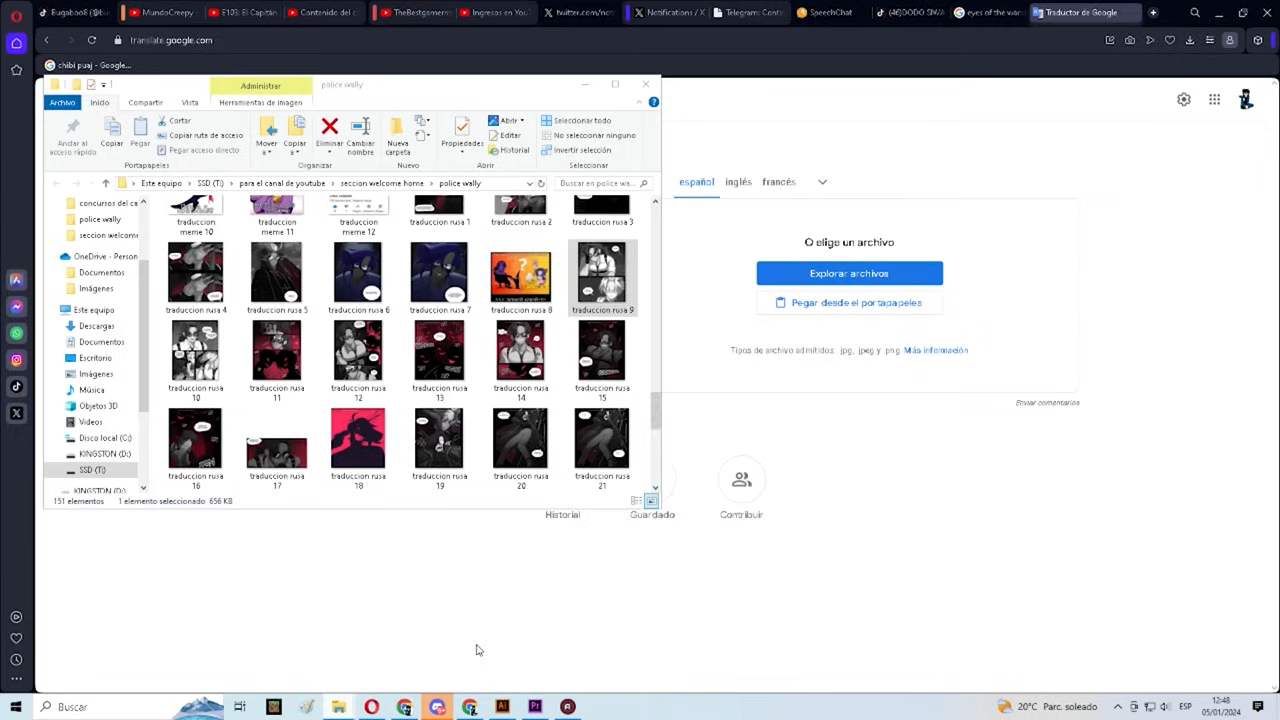 Bugaboo8 (@bu
MundoCreepy -
E103: El Capitán
Contenido del c
TheBestgamerm
Ingresos en You
twitter.com/not
Notifications / X
Telegram: Conta
SpeechChat
(46)DODO SIWA
eyes of the wan
Traductor de Google
translate.google.com
chibi puaj - Google...
Administrar
police wally
Archivo
Inicio
Compartir
Vista
Herramientas de imagen
Anclar al acceso rápido
Copiar
Pegar
Cortar
Copiar ruta de acceso
Pegar acceso directo
Mover a
Copiar a
Eliminar
Cambiar nombre
Nueva carpeta
Propiedades
Abrir
Editar
Historial
Seleccionar todo
No seleccionar ninguno
Invertir selección
Portapapeles
Organizar
Nuevo
Abrir
Seleccionar
Este equipo
SSD (T:)
para el canal de youtube
seccion welcome home
police wally
Buscar en police wa...
concursos del ca
police wally
seccion welcome
OneDrive - Person
Documentos
Imágenes
Este equipo
Descargas
Documentos
Escritorio
Imágenes
Música
Objetos 3D
Videos
Disco local (C:)
KINGSTON (D:)
SSD (T:)
KINGSTON (D:)
traduccion meme 10
traduccion meme 11
traduccion meme 12
traduccion rusa 1
traduccion rusa 2
traduccion rusa 3
traduccion rusa 4
traduccion rusa 5
traduccion rusa 6
traduccion rusa 7
traduccion rusa 8
traduccion rusa 9
traduccion rusa 10
traduccion rusa 11
traduccion rusa 12
traduccion rusa 13
traduccion rusa 14
traduccion rusa 15
traduccion rusa 16
traduccion rusa 17
traduccion rusa 18
traduccion rusa 19
traduccion rusa 20
traduccion rusa 21
151 elementos
1 elemento seleccionado 656 KB
español
inglés
francés
O elige un archivo
Explorar archivos
Pegar desde el portapapeles
Tipos de archivo admitidos: .jpg, .jpeg y .png. Más información
Enviar comentarios
Historial
Guardado
Contribuir
Buscar
20°C Parc. soleado
ESP
12:48
05/01/2024